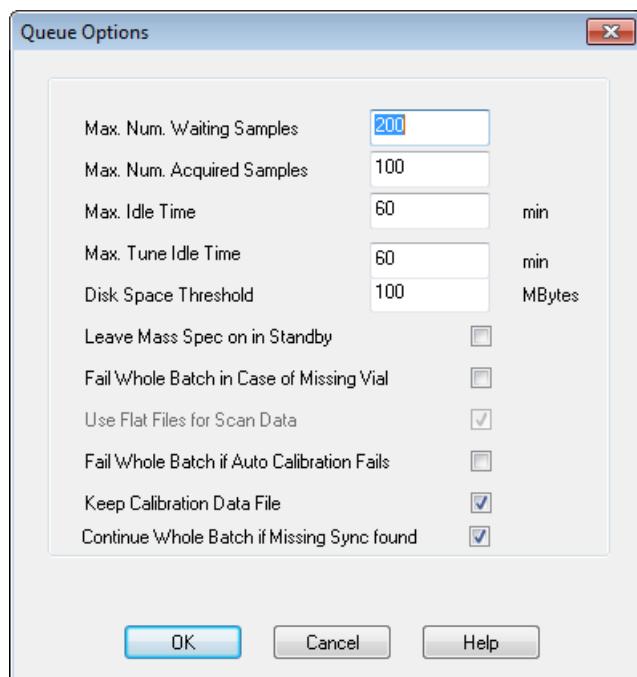 Queue Options
Max. Num. Waiting Samples 200
Max. Num. Acquired Samples 100
Max. Idle Time 60 min
Max. Tune Idle Time 60 min
Disk Space Threshold 100 MBytes
Leave Mass Spec on in Standby
Fail Whole Batch in Case of Missing Vial
Use Flat Files for Scan Data
Fail Whole Batch if Auto Calibration Fails
Keep Calibration Data File
Continue Whole Batch if Missing Sync found
OK Cancel Help